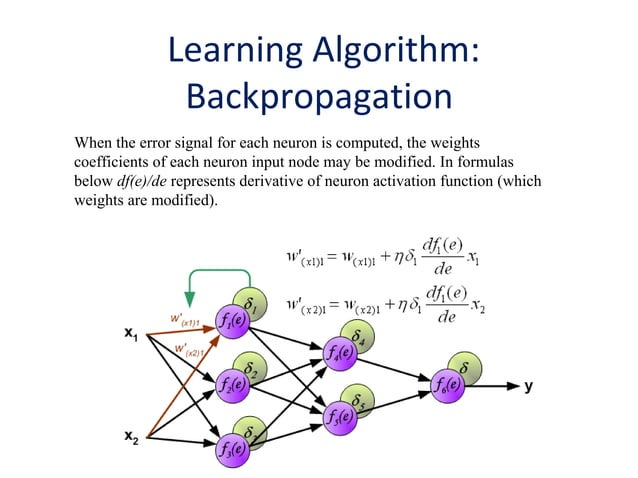 Learning Algorithm:
Backpropagation
When the error signal for each neuron is computed, the weights
coefficients of each neuron input node may be modified. In formulas
below df(e)/de represents derivative of neuron activation function (which
weights are modified).
w'(x1)1 = w(x1)1 + ηδ1 df1(e)/de x1
w'(x2)1 = w(x2)1 + ηδ1 df1(e)/de x2
δ1
w'(x1)1
f1(e)
x1
w'(x2)1
δ4
f4(e)
δ2
f2(e)
δ
f6(e)
y
δ5
f5(e)
x2
δ3
f3(e)